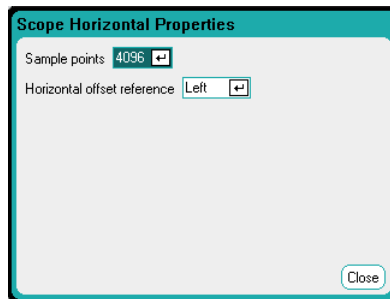 Scope Horizontal Properties
Sample points 4096
Horizontal offset reference Left
Close